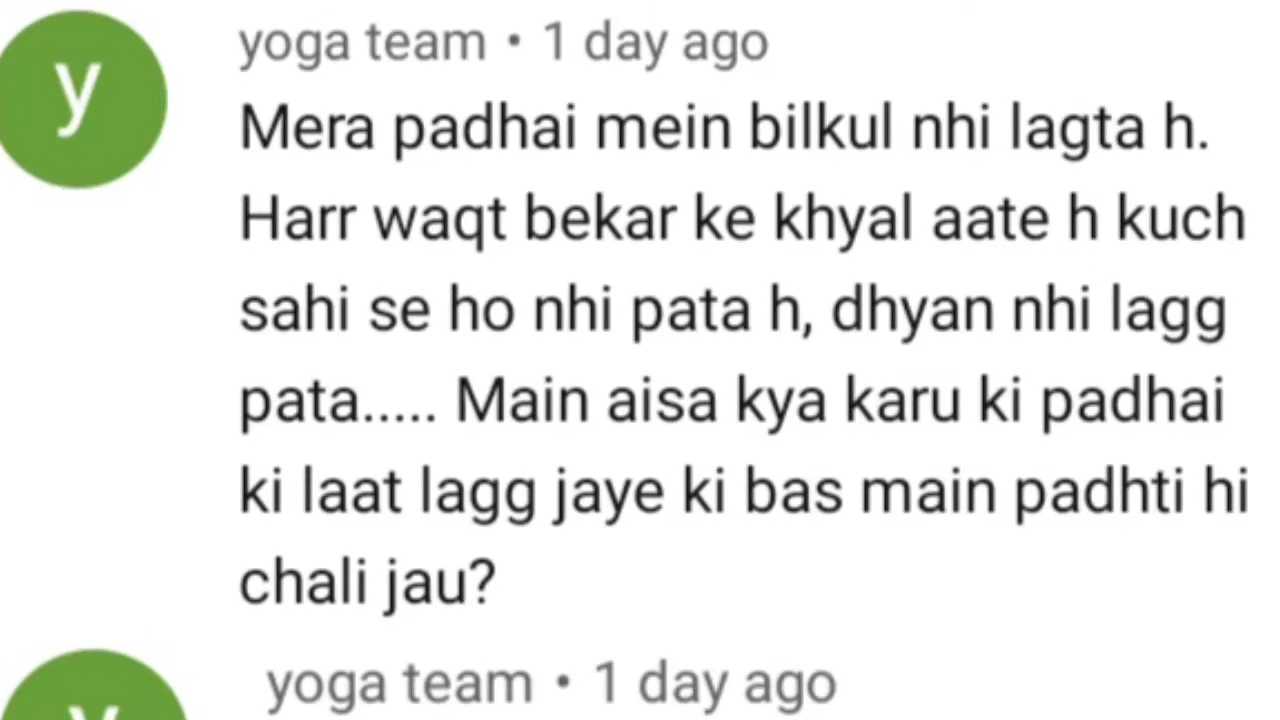 y
yoga team • 1 day ago
Mera padhai mein bilkul nhi lagta h.
Harr waqt bekar ke khyal aate h kuch
sahi se ho nhi pata h, dhyan nhi lagg
pata..... Main aisa kya karu ki padhai
ki laat lagg jaye ki bas main padhti hi
chali jau?
yoga team • 1 day ago
y